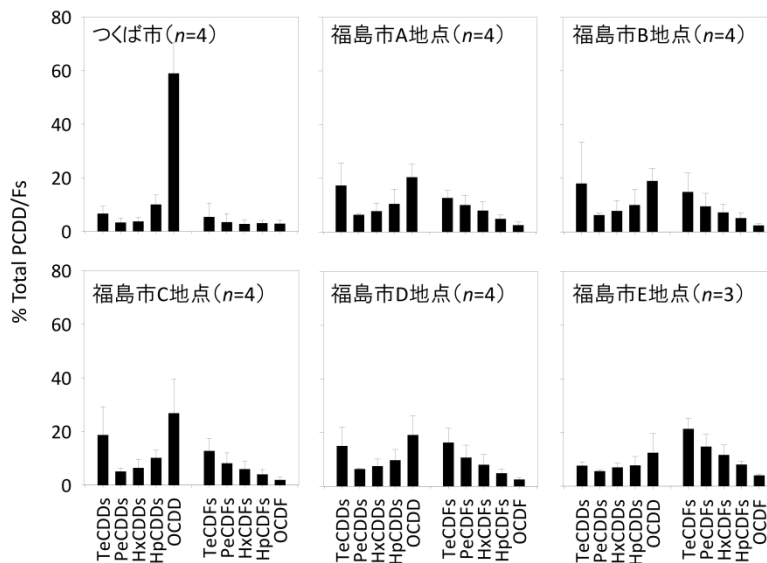 % Total PCDD/Fs
80
60
40
20
0
つくば市(n=4)
福島市A地点(n=4)
福島市B地点(n=4)
80
60
40
20
0
福島市C地点(n=4)
福島市D地点(n=4)
福島市E地点(n=3)
TeCDDs
PeCDDs
HxCDDs
HpCDDs
OCDD
TeCDFs
PeCDFs
HxCDFs
HpCDFs
OCDF
TeCDDs
PeCDDs
HxCDDs
HpCDDs
OCDD
TeCDFs
PeCDFs
HxCDFs
HpCDFs
OCDF
TeCDDs
PeCDDs
HxCDDs
HpCDDs
OCDD
TeCDFs
PeCDFs
HxCDFs
HpCDFs
OCDF